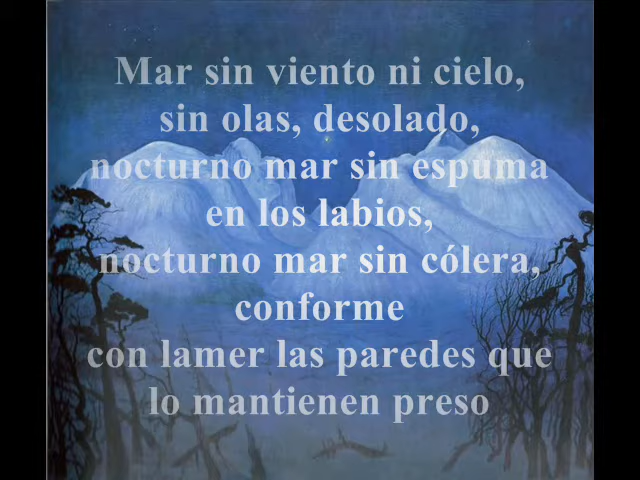 Mar sin viento ni cielo,
sin olas, desolado,
nocturno mar sin espuma
en los labios,
nocturno mar sin cólera,
conforme
con lamer las paredes que
lo mantienen preso